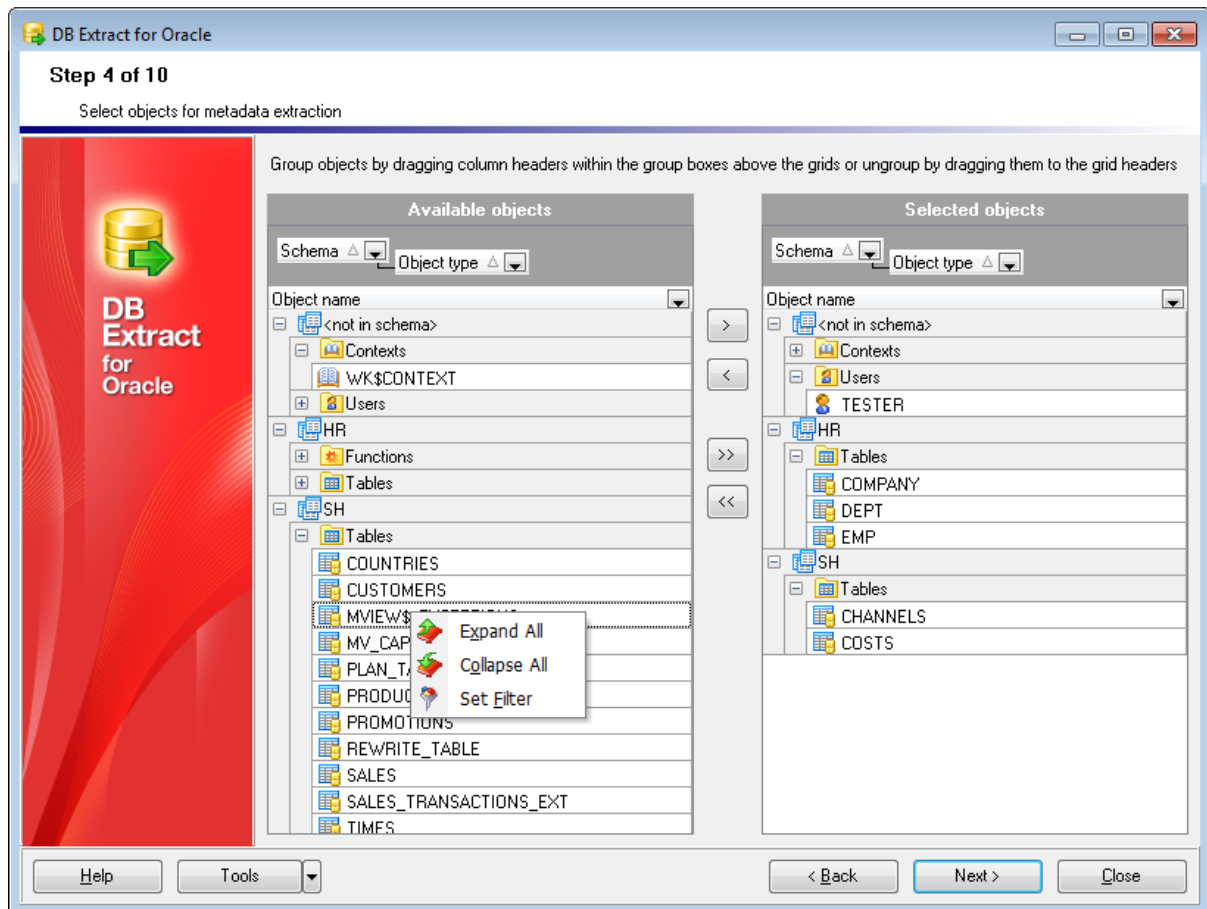 DB Extract for Oracle
Step 4 of 10
Select objects for metadata extraction
DB
Extract
for
Oracle
Group objects by dragging column headers within the group boxes above the grids or ungroup by dragging them to the grid headers
Available objects
Schema
Object type
Object name
<not in schema>
Contexts
WK$CONTEXT
Users
HR
Functions
Tables
SH
Tables
COUNTRIES
CUSTOMERS
MVIEW$
MV_CAP
PLAN_T
PRODUC
PROMOTIONS
REWRITE_TABLE
SALES
SALES_TRANSACTIONS_EXT
TIMES
Expand All
Collapse All
Set Filter
>
<
>>
<<
Selected objects
Schema
Object type
Object name
<not in schema>
Contexts
Users
TESTER
HR
Tables
COMPANY
DEPT
EMP
SH
Tables
CHANNELS
COSTS
Help
Tools
< Back
Next >
Close